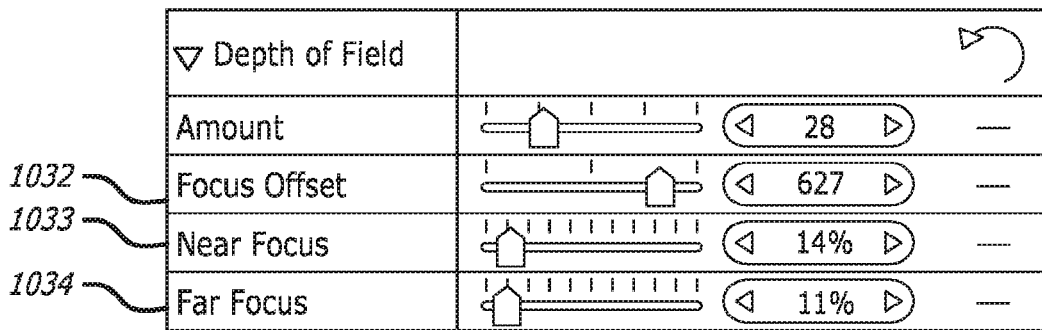 Depth of Field
Amount 28
1032 Focus Offset 627
1033 Near Focus 14%
1034 Far Focus 11%